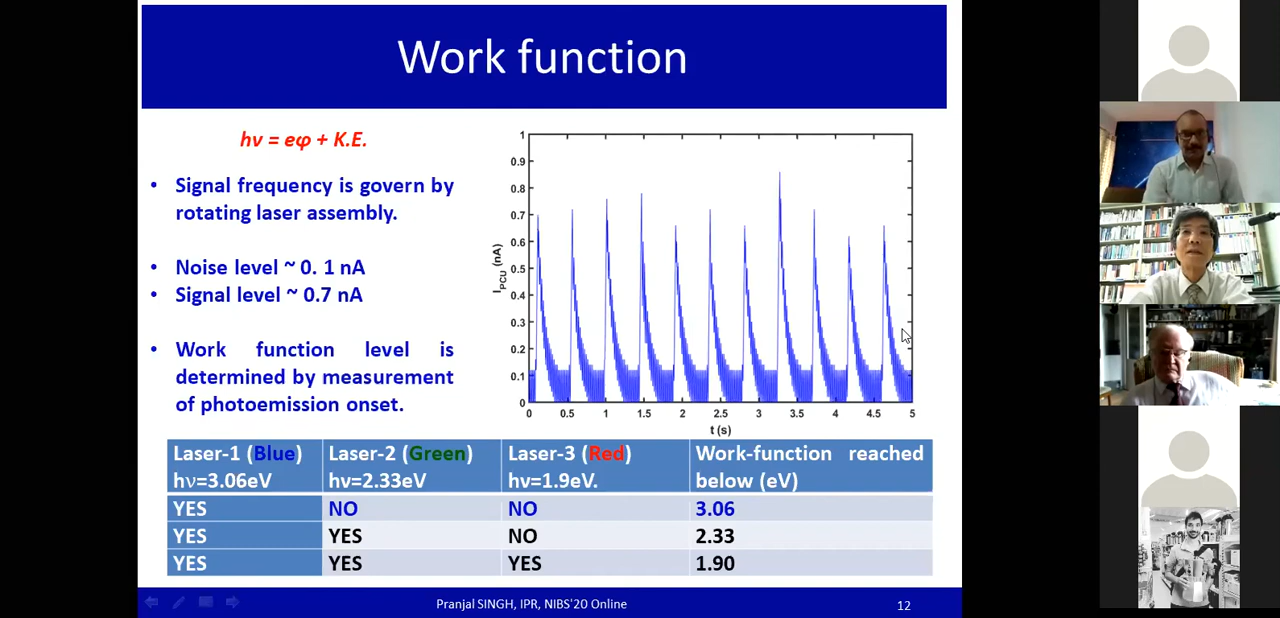 Work function
hν = eφ + K.E.
• Signal frequency is govern by
rotating laser assembly.
• Noise level ~ 0. 1 nA
• Signal level ~ 0.7 nA
• Work function level is
determined by measurement
of photoemission onset.
1
0.9
0.8
0.7
0.6
0.5
0.4
0.3
0.2
0.1
0
I_PCU (nA)
0 0.5 1 1.5 2 2.5 3 3.5 4 4.5 5
t (s)
Laser-1 (Blue) Laser-2 (Green) Laser-3 (Red) Work-function reached
hν=3.06eV hν=2.33eV hν=1.9eV. below (eV)
YES NO NO 3.06
YES YES NO 2.33
YES YES YES 1.90
Pranjal SINGH, IPR, NIBS'20 Online 12